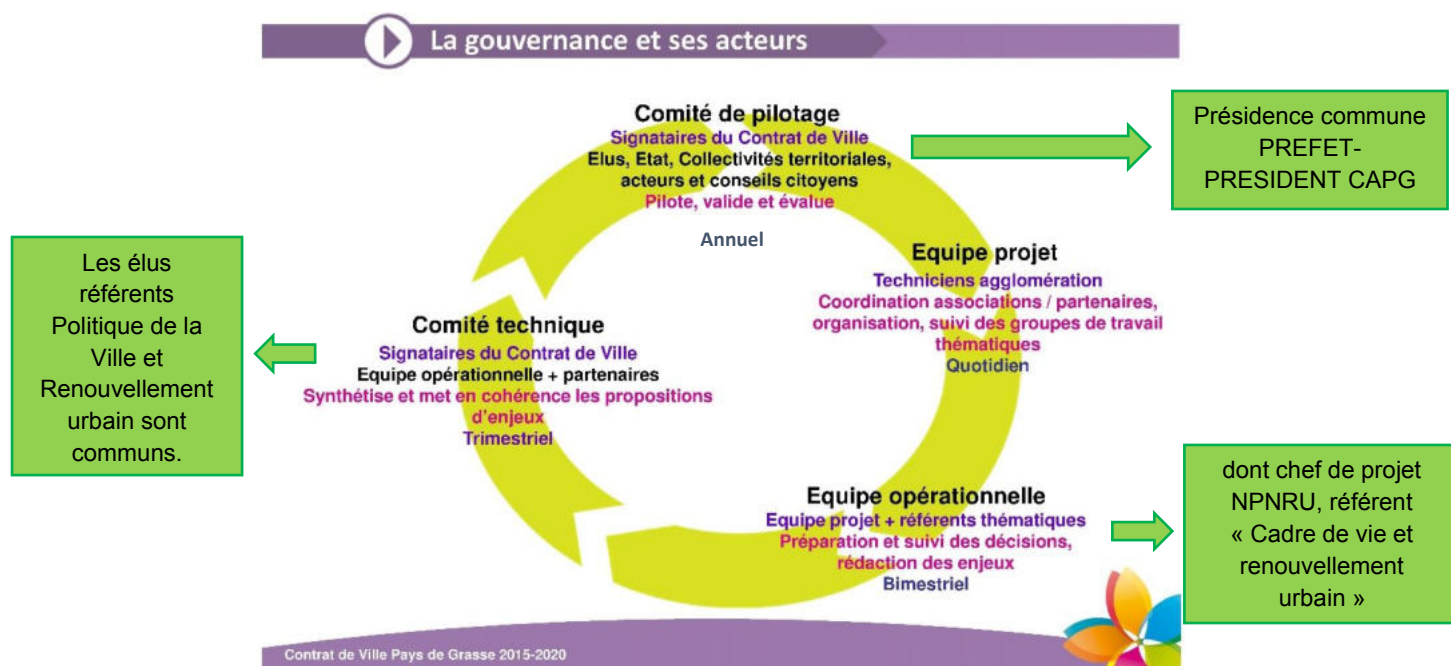 La gouvernance et ses acteurs
Comité de pilotage
Signataires du Contrat de Ville
Elus, Etat, Collectivités territoriales,
acteurs et conseils citoyens
Pilote, valide et évalue
Annuel
Présidence commune
PREFET-
PRESIDENT CAPG
Equipe projet
Techniciens agglomération
Coordination associations / partenaires,
organisation, suivi des groupes de travail
thématiques
Quotidien
Les élus
référents
Politique de la
Ville et
Renouvellement
urbain sont
communs.
Comité technique
Signataires du Contrat de Ville
Equipe opérationnelle + partenaires
Synthétise et met en cohérence les propositions
d'enjeux
Trimestriel
Equipe opérationnelle
Equipe projet + référents thématiques
Préparation et suivi des décisions,
rédaction des enjeux
Bimestriel
dont chef de projet
NPNRU, référent
« Cadre de vie et
renouvellement
urbain »
Contrat de Ville Pays de Grasse 2015-2020